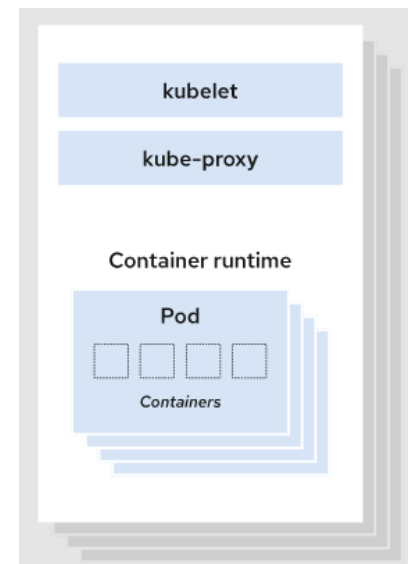 kubelet
kube-proxy
Container runtime
Pod
Containers